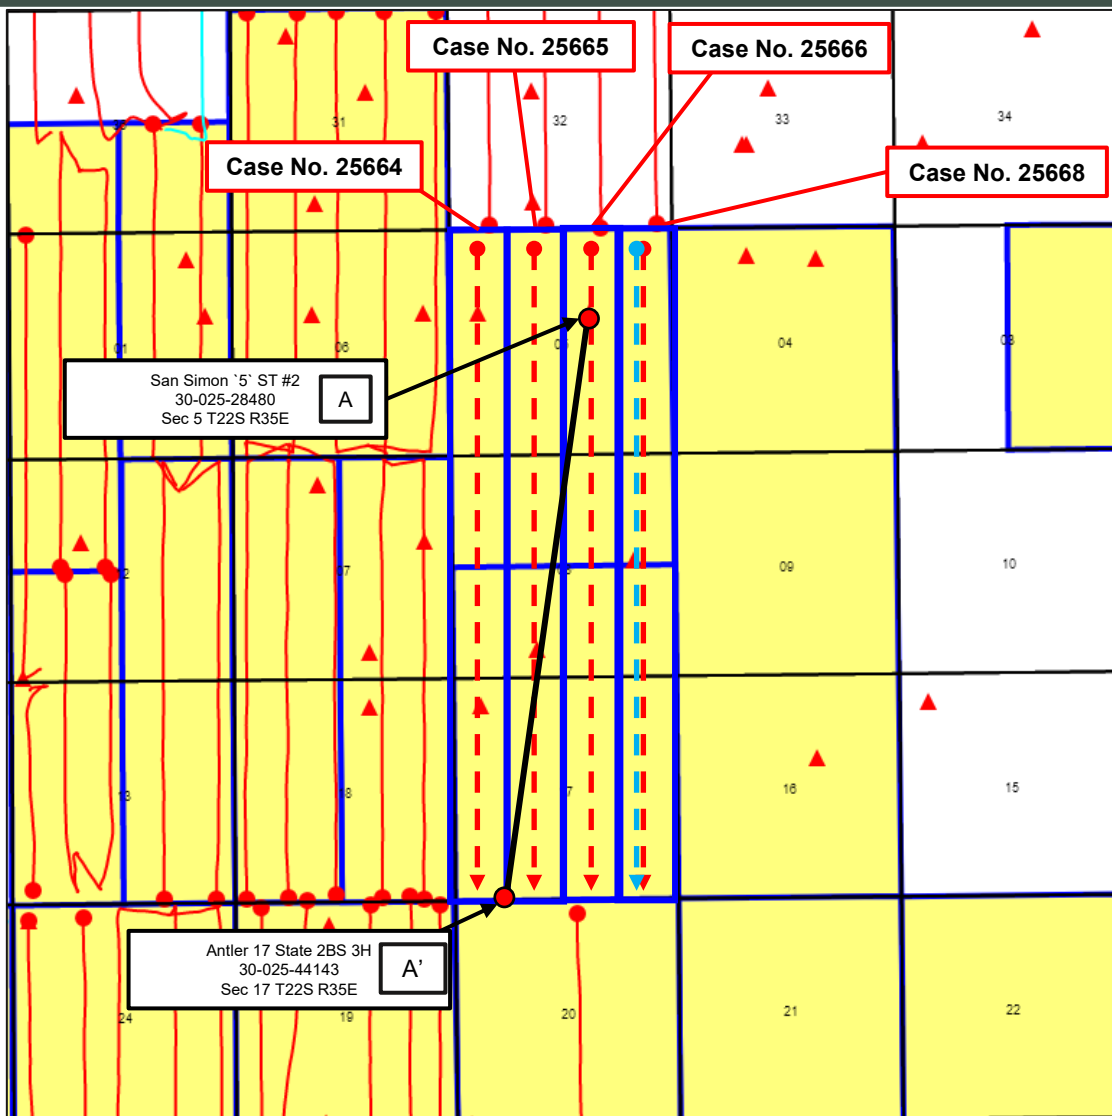 Case No. 25665
Case No. 25666
31
32
33
34
Case No. 25664
Case No. 25668
01
06
04
03
San Simon `5` ST #2
30-025-28480
Sec 5 T22S R35E
A
12
07
09
10
13
18
16
15
Antler 17 State 2BS 3H
30-025-44143
Sec 17 T22S R35E
A’
24
19
20
21
22